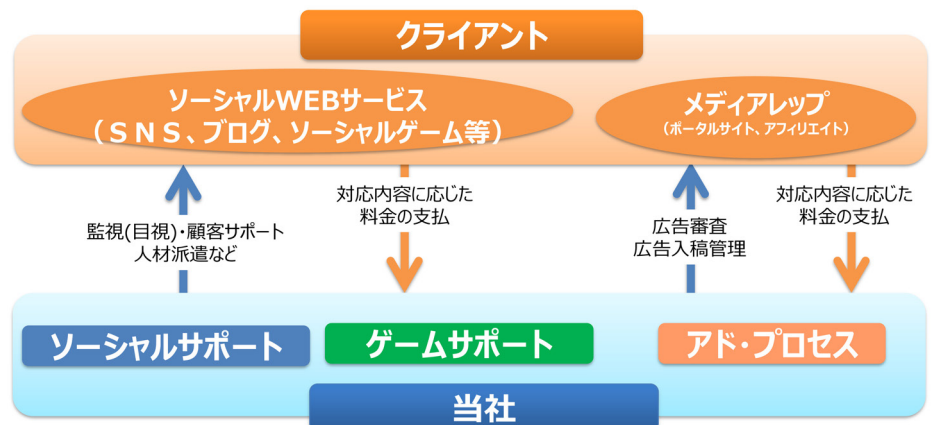 クライアント
ソーシャルWEBサービス
（ＳＮＳ、ブログ、ソーシャルゲーム等）
メディアレップ
（ポータルサイト、アフィリエイト）
監視(目視)・顧客サポート
人材派遣など
対応内容に応じた
料金の支払
広告審査
広告入稿管理
対応内容に応じた
料金の支払
ソーシャルサポート
ゲームサポート
アド・プロセス
当社